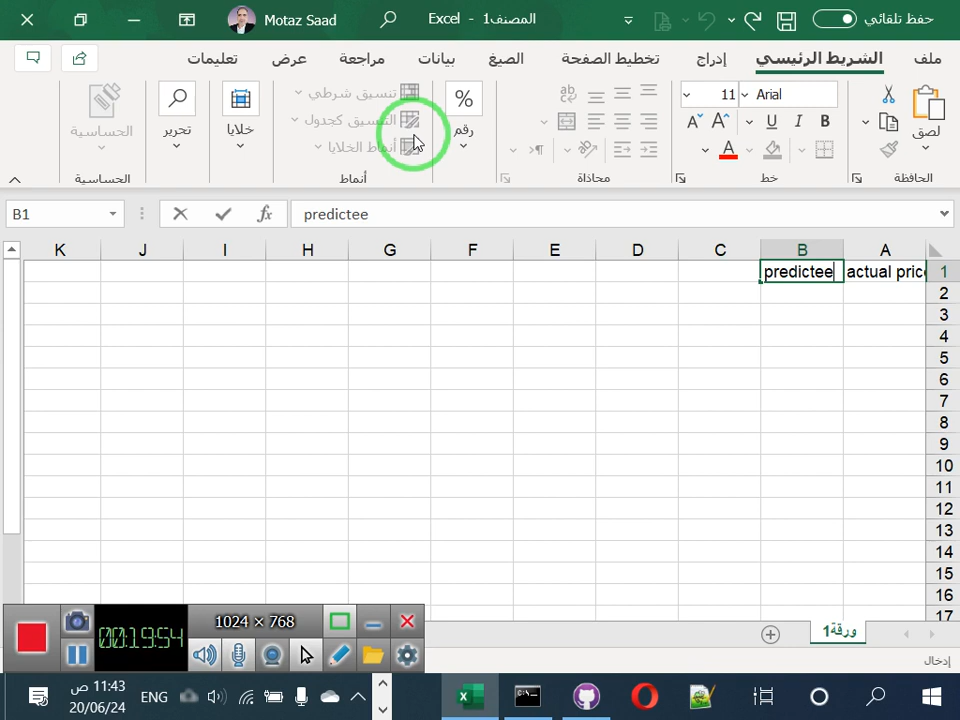 حفظ تلقائي
المصنف1 - Excel
Motaz Saad
ملف
الشريط الرئيسي
إدراج
تخطيط الصفحة
الصيغ
بيانات
مراجعة
عرض
تعليمات
لصق
الحافظة
Arial
11
B I U
خط
محاذاة
%
رقم
تنسيق شرطي
التنسيق كجدول
أنماط الخلايا
أنماط
خلايا
تحرير
الحساسية
الحساسية
B1
fx
predictee
A B C D E F G H I J K
1 actual price predictee
2
3
4
5
6
7
8
9
10
11
12
13
14
15
16
17
ورقة1
إدخال
1024 × 768
00:19:54
ENG
11:43 ص
20/06/24